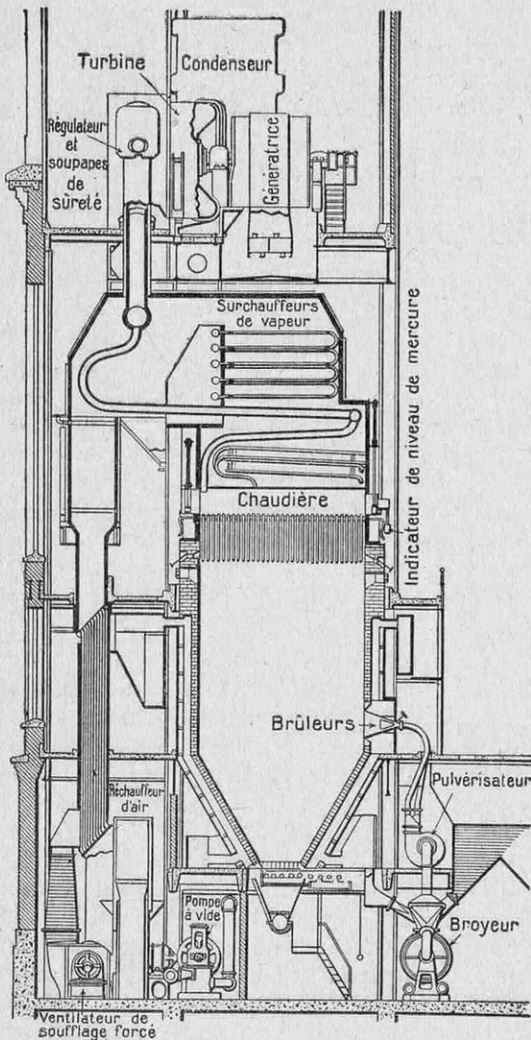 Turbine
Condenseur
Régulateur
et
soupapes
de
sûreté
Génératrice
Surchauffeurs
de vapeur
Indicateur de niveau de mercure
Chaudière
Brûleurs
Pulvérisateur
Réchauffeur
d'air
Pompe
à vide
Broyeur
Ventilateur de
soufflage forcé